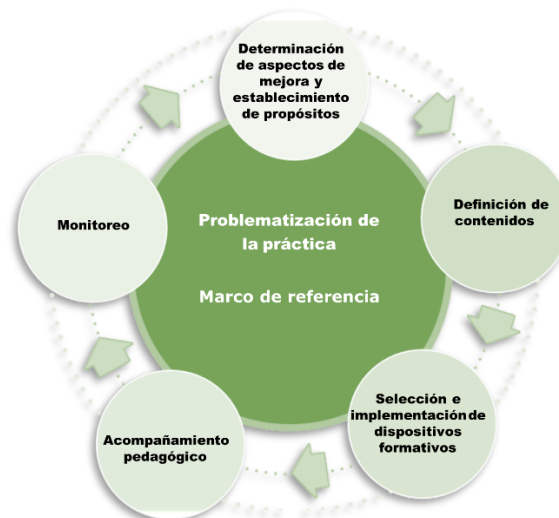 Determinación
de aspectos de
mejora y
establecimiento
de propósitos
Definición de
contenidos
Selección e
implementación de
dispositivos
formativos
Acompañamiento
pedagógico
Monitoreo
Problematización de
la práctica
Marco de referencia